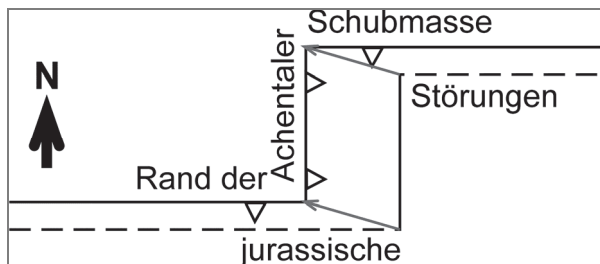 Schubmasse
Achentaler
N
Störungen
Rand der
jurassische